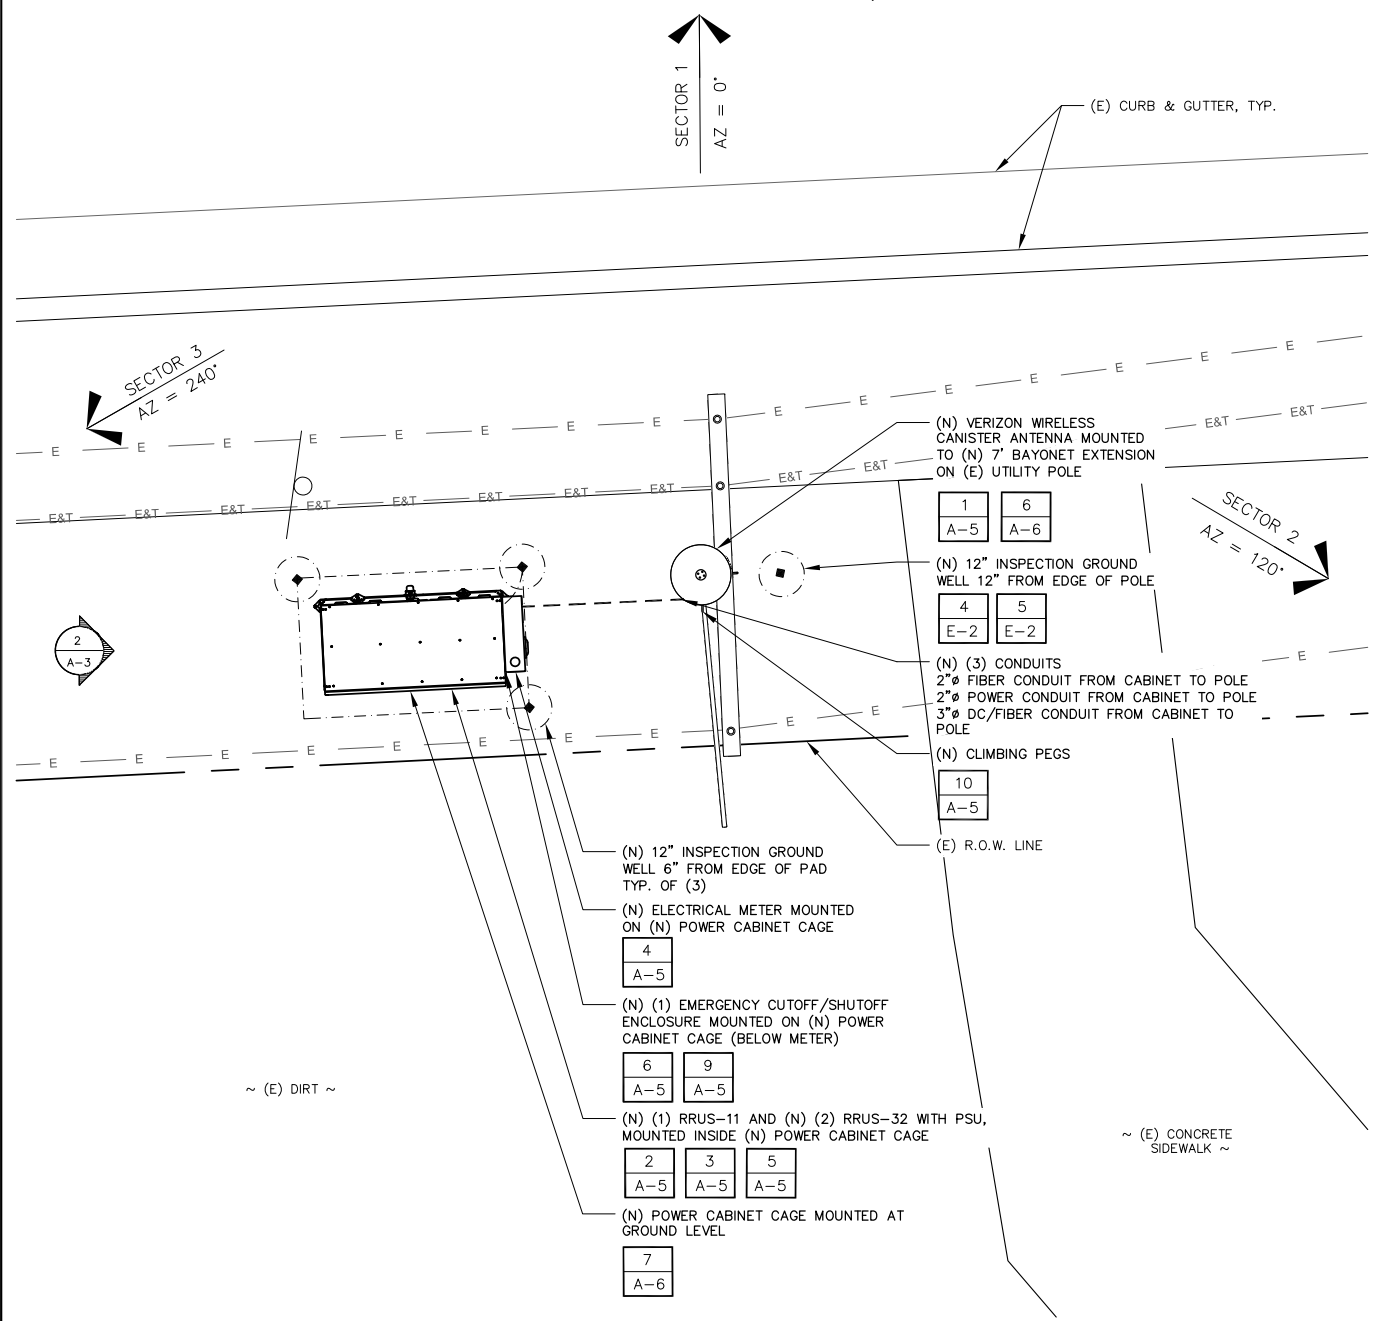 SECTOR 1
AZ = 0°
(E) CURB & GUTTER, TYP.
SECTOR 3
AZ = 240°
E E E E E E E E E E E E E E E
(N) VERIZON WIRELESS
CANISTER ANTENNA MOUNTED
TO (N) 7' BAYONET EXTENSION
ON (E) UTILITY POLE
E&T E&T E&T E&T E&T E&T E&T E&T E&T E&T E&T E&T
1
A-5
6
A-6
SECTOR 2
AZ = 120°
(N) 12" INSPECTION GROUND
WELL 12" FROM EDGE OF POLE
4
E-2
5
E-2
2
A-3
(N) (3) CONDUITS
2"ø FIBER CONDUIT FROM CABINET TO POLE
2"ø POWER CONDUIT FROM CABINET TO POLE
3"ø DC/FIBER CONDUIT FROM CABINET TO
POLE
E E E E E E E E E E E
(N) CLIMBING PEGS
10
A-5
(E) R.O.W. LINE
(N) 12" INSPECTION GROUND
WELL 6" FROM EDGE OF PAD
TYP. OF (3)
(N) ELECTRICAL METER MOUNTED
ON (N) POWER CABINET CAGE
4
A-5
(N) (1) EMERGENCY CUTOFF/SHUTOFF
ENCLOSURE MOUNTED ON (N) POWER
CABINET CAGE (BELOW METER)
6
A-5
9
A-5
~ (E) DIRT ~
(N) (1) RRUS-11 AND (N) (2) RRUS-32 WITH PSU,
MOUNTED INSIDE (N) POWER CABINET CAGE
2
A-5
3
A-5
5
A-5
~ (E) CONCRETE
SIDEWALK ~
(N) POWER CABINET CAGE MOUNTED AT
GROUND LEVEL
7
A-6